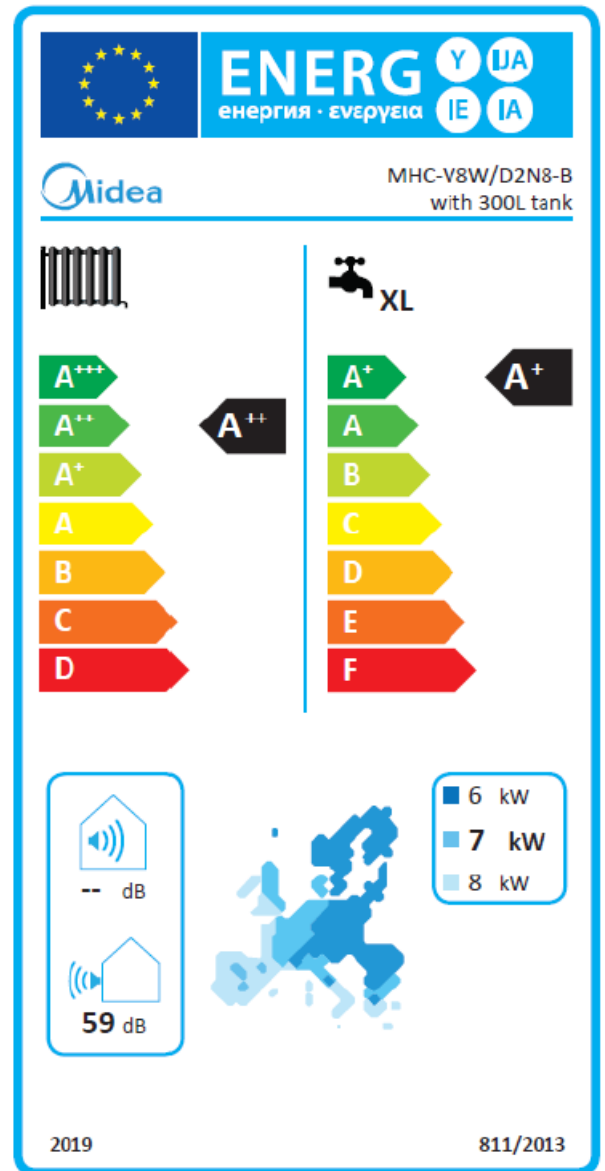 ENERG Y IJA
енергия · ενεργεια IE IA
Midea
MHC-V8W/D2N8-B
with 300L tank
XL
A+++
A++
A+
A
B
C
D
A++
A+
A
B
C
D
E
F
A+
-- dB
59 dB
6 kW
7 kW
8 kW
2019
811/2013